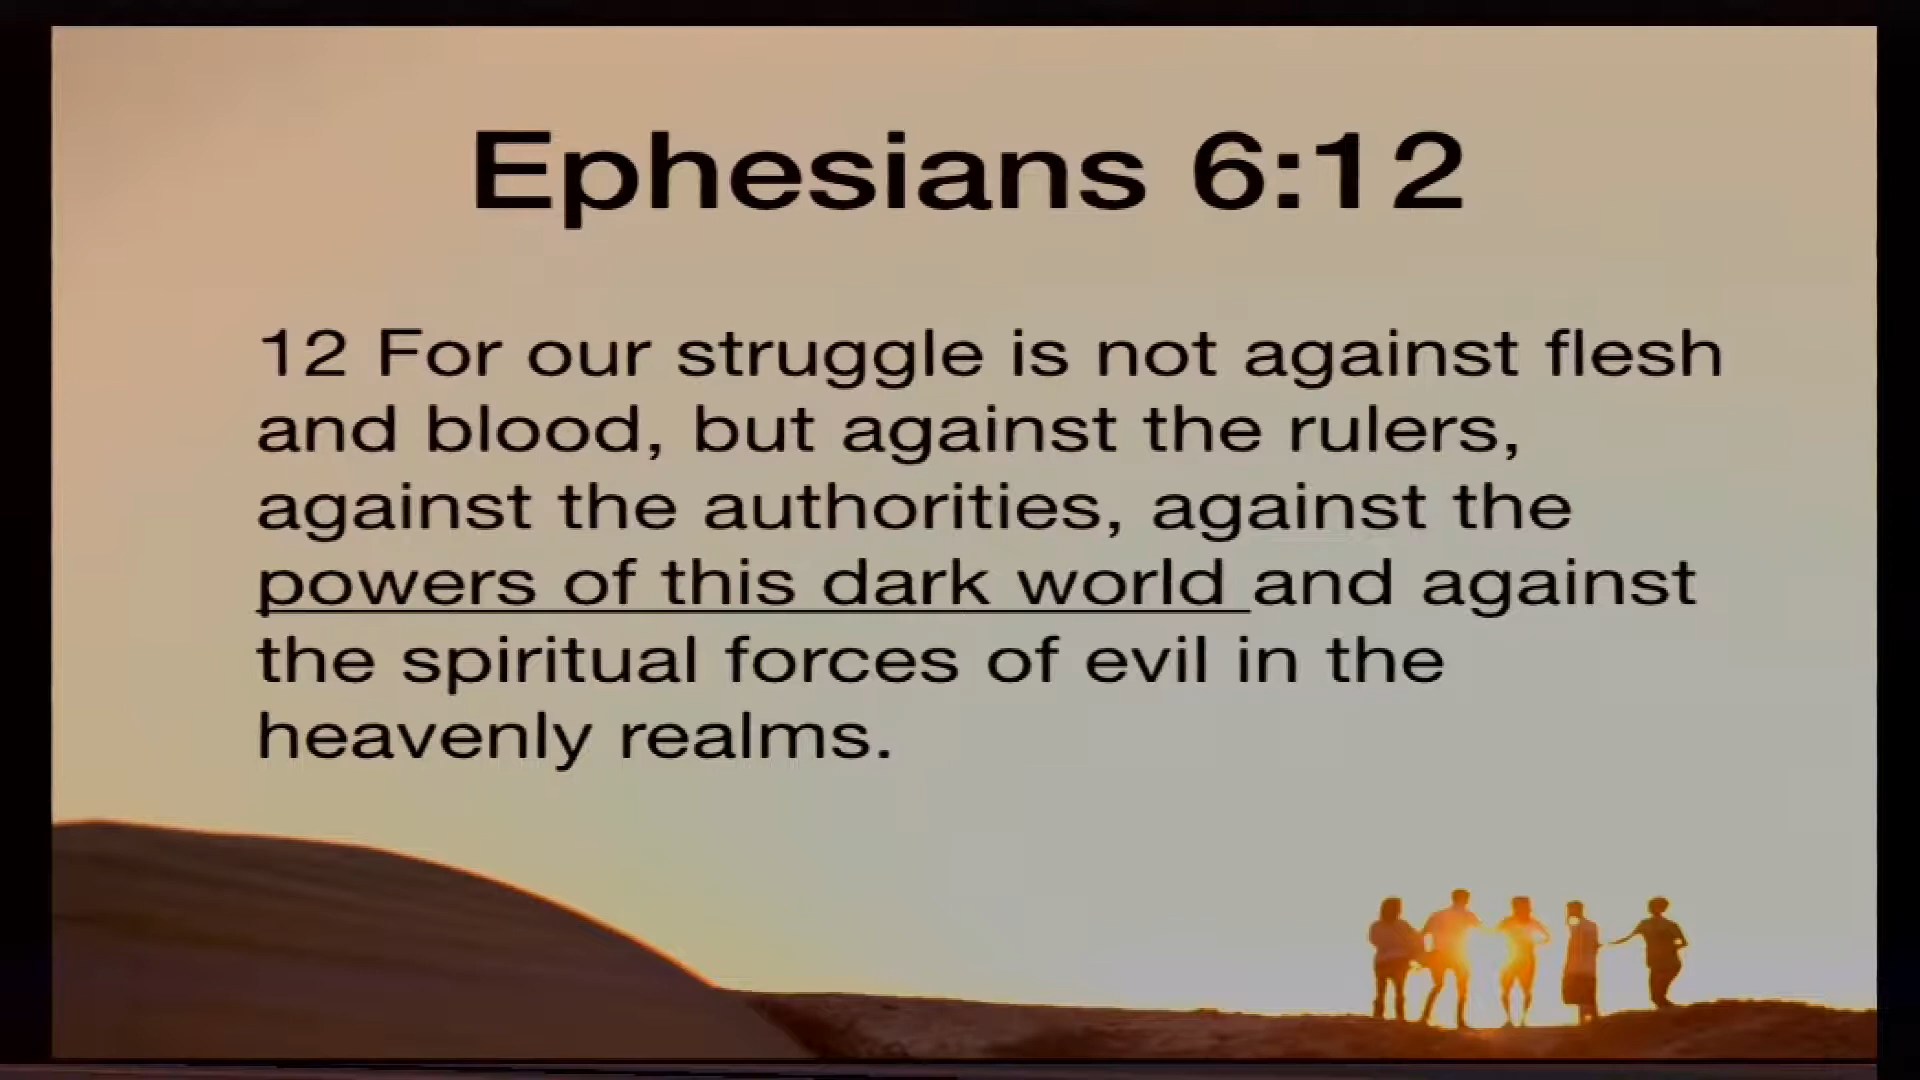 Ephesians 6:12
12 For our struggle is not against flesh
and blood, but against the rulers,
against the authorities, against the
powers of this dark world and against
the spiritual forces of evil in the
heavenly realms.